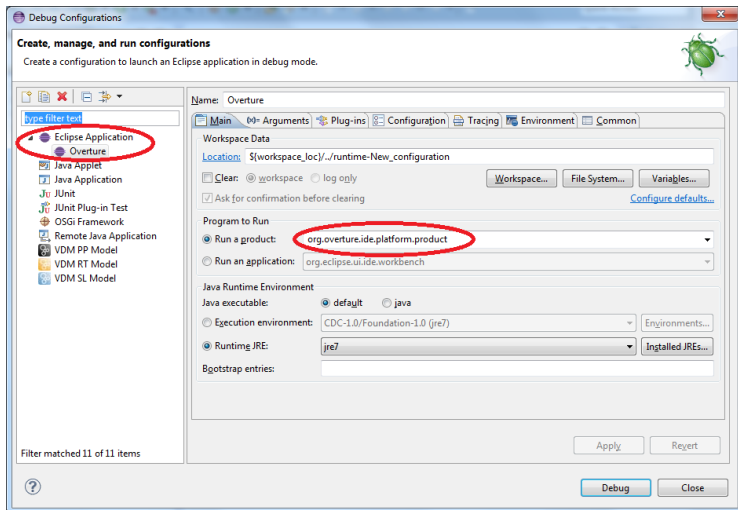 Debug Configurations
x
Create, manage, and run configurations
Create a configuration to launch an Eclipse application in debug mode.
type filter text
Eclipse Application
Overture
Java Applet
Java Application
Ju JUnit
JUnit Plug-in Test
OSGi Framework
Remote Java Application
VDM PP Model
VDM RT Model
VDM SL Model
Filter matched 11 of 11 items
Name: Overture
Main (x)= Arguments Plug-ins Configuration Tracing Environment Common
Workspace Data
Location: ${workspace_loc}/../runtime-New_configuration
Clear: workspace log only Workspace... File System... Variables...
Ask for confirmation before clearing Configure defaults...
Program to Run
Run a product: org.overture.ide.platform.product
Run an application: org.eclipse.ui.ide.workbench
Java Runtime Environment
Java executable: default java
Execution environment: CDC-1.0/Foundation-1.0 (jre7) Environments...
Runtime JRE: jre7 Installed JREs...
Bootstrap entries:
Apply Revert
? Debug Close